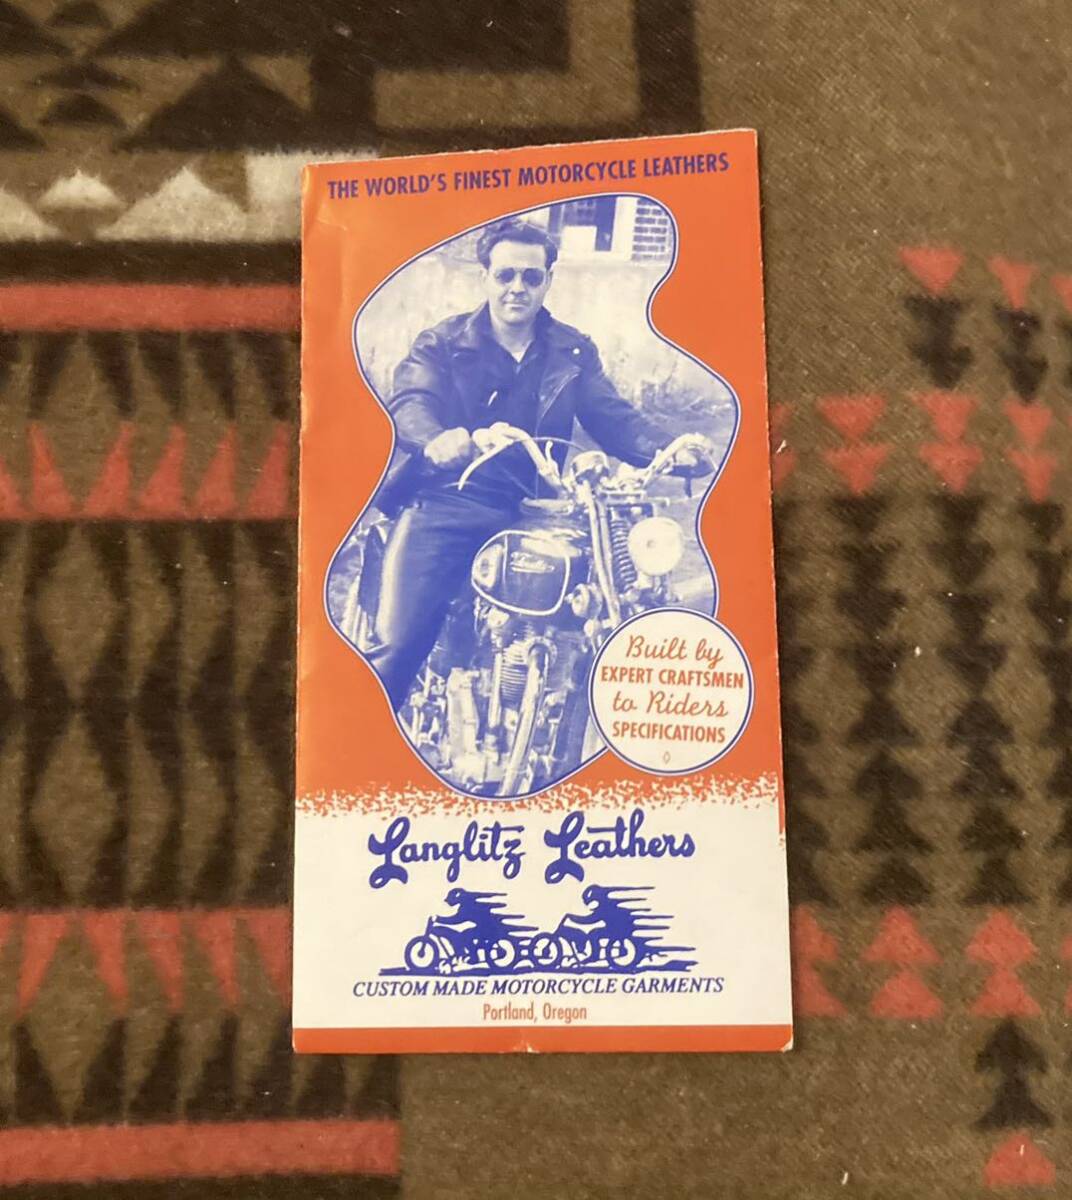 THE WORLD'S FINEST MOTORCYCLE LEATHERS
Built by
EXPERT CRAFTSMEN
to Riders
SPECIFICATIONS
Langlitz Leathers
CUSTOM MADE MOTORCYCLE GARMENTS
Portland, Oregon